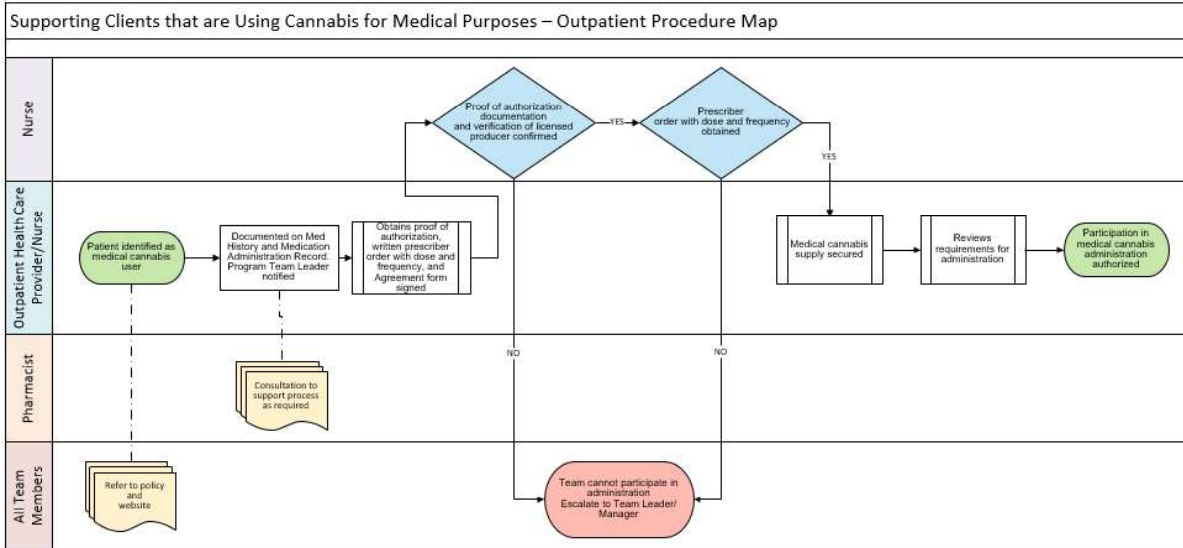 Supporting Clients that are Using Cannabis for Medical Purposes – Outpatient Procedure Map
Nurse
Proof of authorization
documentation
and verification of licensed
producer confirmed
YES
Prescriber
order with dose and frequency
obtained
YES
Outpatient Health Care
Provider/Nurse
Patient identified as
medical cannabis
user
Documented on Med
History and Medication
Administration Record.
Program Team Leader
notified
Obtains proof of
authorization,
written prescriber
order with dose and
frequency, and
Agreement form
signed
Medical cannabis
supply secured
Reviews
requirements for
administration
Participation in
medical cannabis
administration
authorized
Pharmacist
NO
NO
Consultation to
support process
as required
All Team
Members
Refer to policy
and
website
Team cannot participate in
administration
Escalate to Team Leader/
Manager